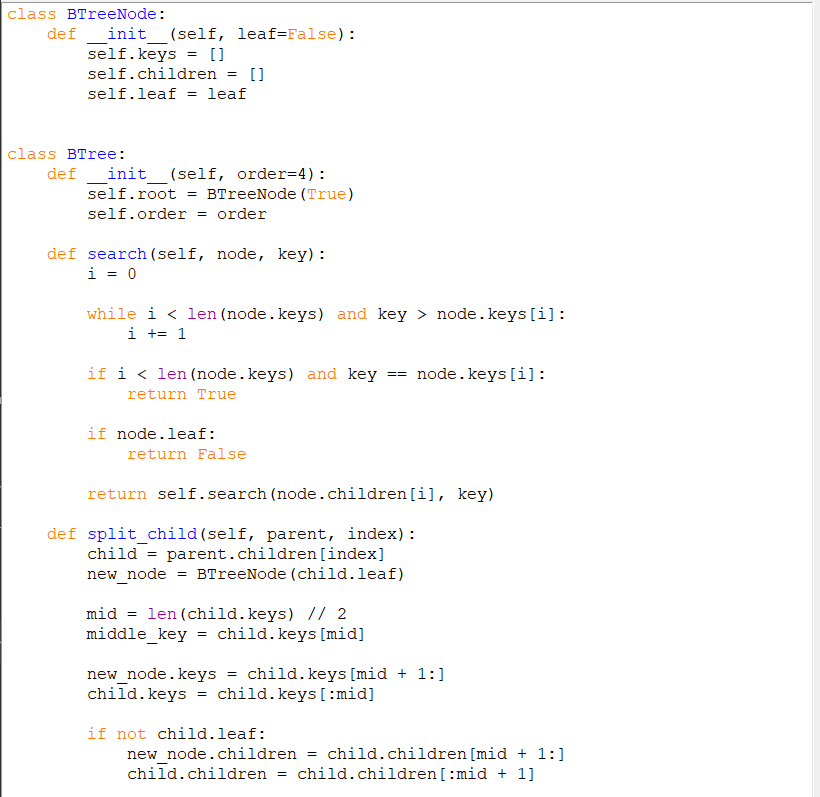 class BTreeNode:
    def __init__(self, leaf=False):
        self.keys = []
        self.children = []
        self.leaf = leaf
class BTree:
    def __init__(self, order=4):
        self.root = BTreeNode(True)
        self.order = order
    def search(self, node, key):
        i = 0
        while i < len(node.keys) and key > node.keys[i]:
            i += 1
        if i < len(node.keys) and key == node.keys[i]:
            return True
        if node.leaf:
            return False
        return self.search(node.children[i], key)
    def split_child(self, parent, index):
        child = parent.children[index]
        new_node = BTreeNode(child.leaf)
        mid = len(child.keys) // 2
        middle_key = child.keys[mid]
        new_node.keys = child.keys[mid + 1:]
        child.keys = child.keys[:mid]
        if not child.leaf:
            new_node.children = child.children[mid + 1:]
            child.children = child.children[:mid + 1]